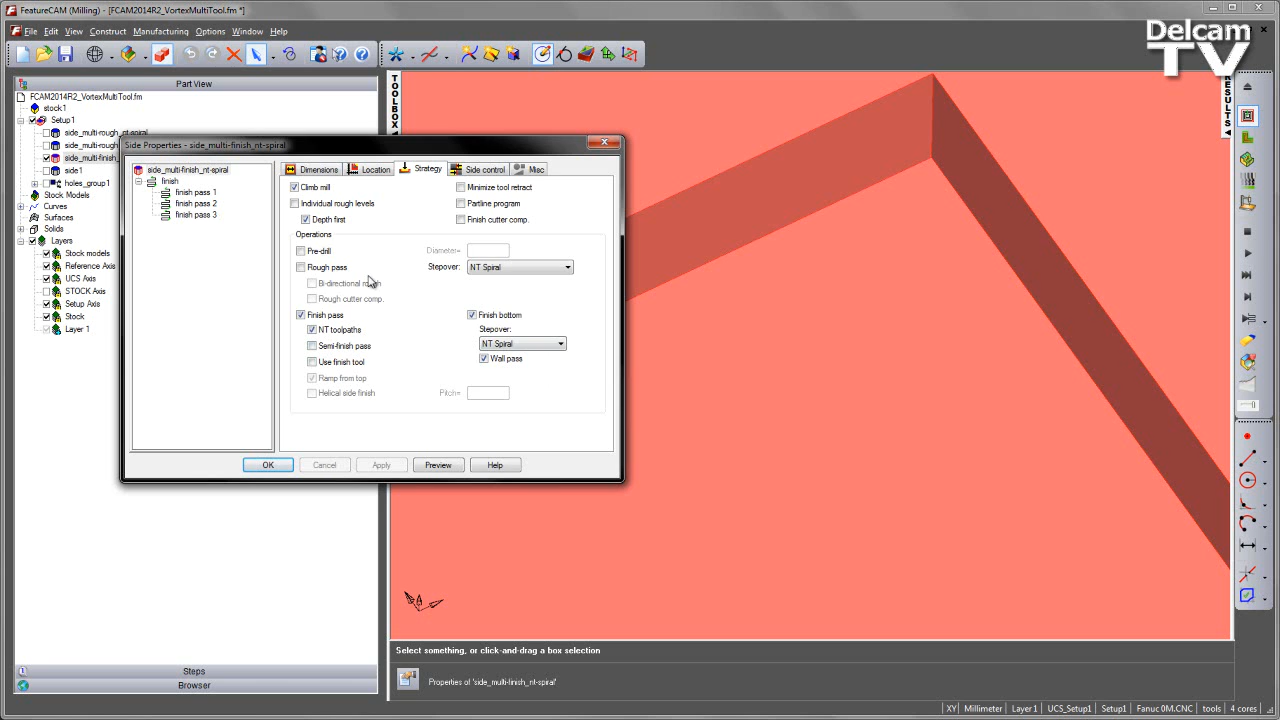 FeatureCAM (Milling) - [FCAM2014R2_VortexMultiTool.fm *]
File Edit View Construct Manufacturing Options Window Help
Delcam
TV
Part View
FCAM2014R2_VortexMultiTool.fm
stock1
Setup1
side_multi-rough_nt-spiral
side_multi-rough
side_multi-finish
side1
holes_group1
Stock Models
Curves
Surfaces
Solids
Layers
Stock models
Reference Axis
UCS Axis
STOCK Axis
Setup Axis
Stock
Layer 1
Steps
Browser
TOOLBOX
RESULTS
Side Properties - side_multi-finish_nt-spiral
side_multi-finish_nt-spiral
finish
finish pass 1
finish pass 2
finish pass 3
Dimensions Location Strategy Side control Misc
Climb mill Minimize tool retract
Individual rough levels Partline program
Depth first Finish cutter comp.
Operations
Pre-drill Diameter=
Rough pass Stepover: NT Spiral
Bi-directional rough
Rough cutter comp.
Finish pass Finish bottom
NT toolpaths Stepover:
Semi-finish pass NT Spiral
Use finish tool Wall pass
Ramp from top
Helical side finish Pitch=
OK Cancel Apply Preview Help
Select something, or click-and-drag a box selection
Properties of 'side_multi-finish_nt-spiral'
XY Millimeter Layer 1 UCS_Setup1 Setup1 Fanuc 0M.CNC tools 4 cores